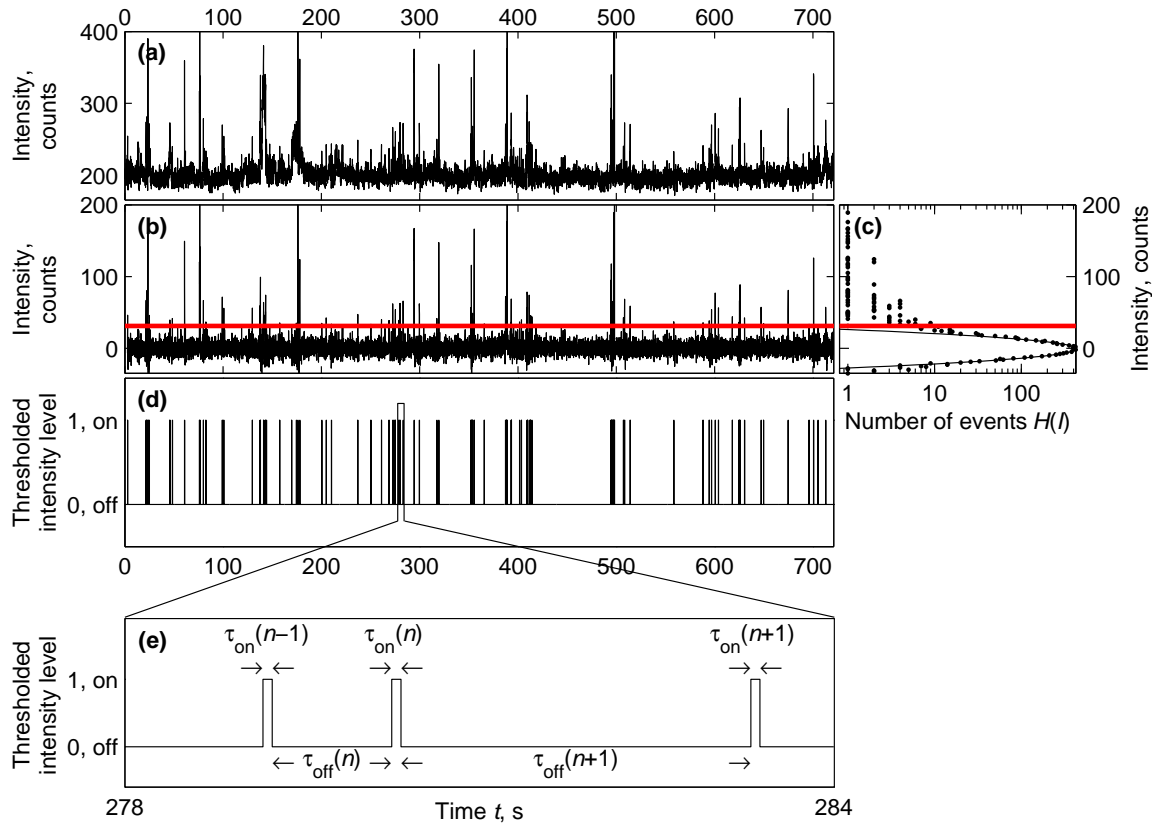 0 100 200 300 400 500 600 700
400
300
200
Intensity,
counts
(a)
200
100
0
Intensity,
counts
(b)
(c)
200
100
0
Intensity, counts
1 10 100
Number of events H(I)
(d)
1, on
0, off
Thresholded
intensity level
0 100 200 300 400 500 600 700
(e)
τon(n−1) τon(n) τon(n+1)
1, on
0, off
Thresholded
intensity level
τoff(n) τoff(n+1)
278 Time t, s 284